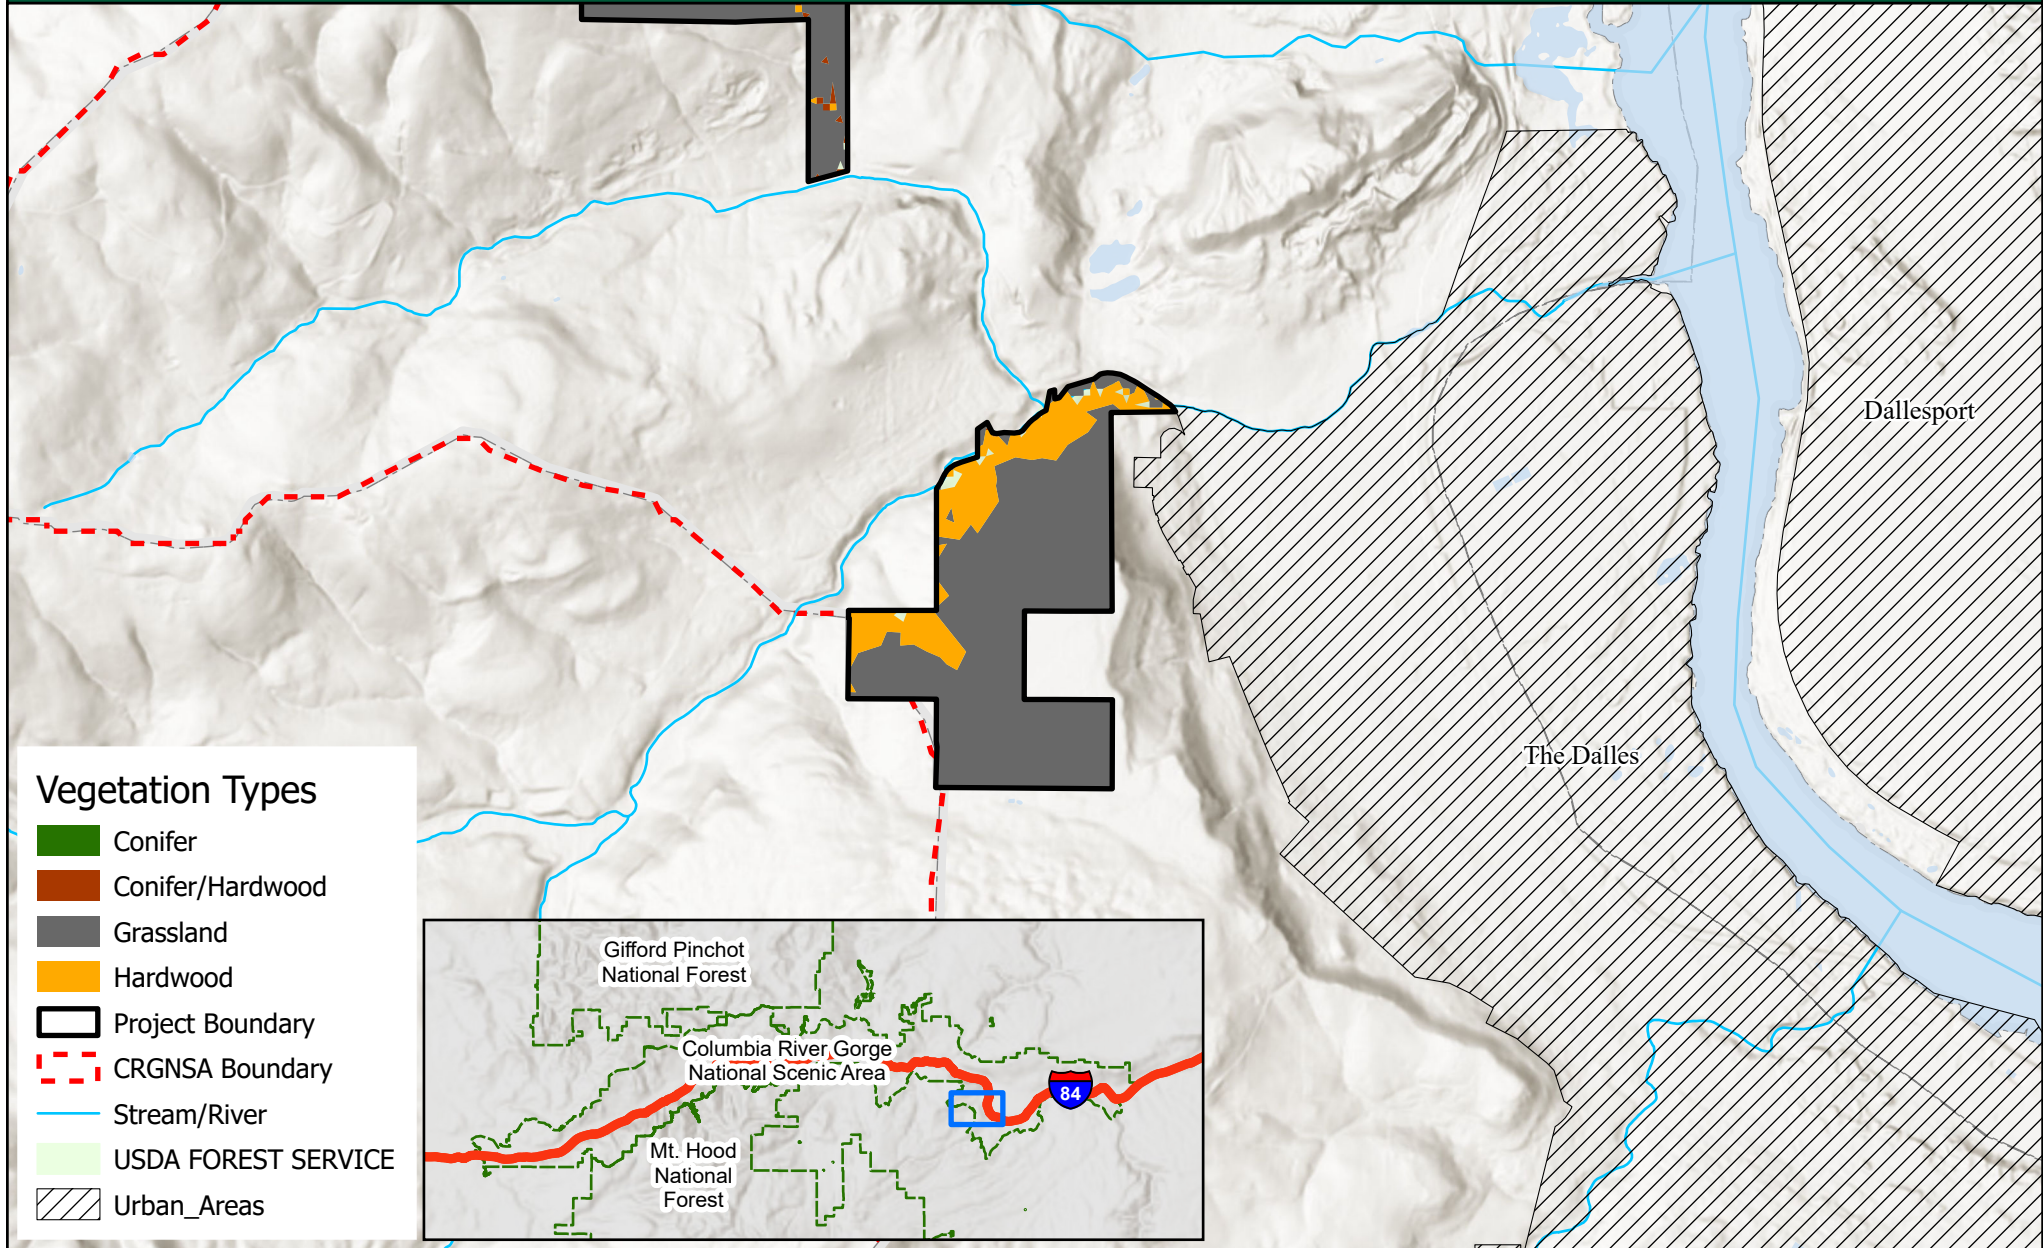 Dallesport
The Dalles
Vegetation Types
Conifer
Conifer/Hardwood
Grassland
Hardwood
Project Boundary
CRGNSA Boundary
Stream/River
USDA FOREST SERVICE
Urban_Areas
Gifford Pinchot
National Forest
Columbia River Gorge
National Scenic Area
84
Mt. Hood
National
Forest